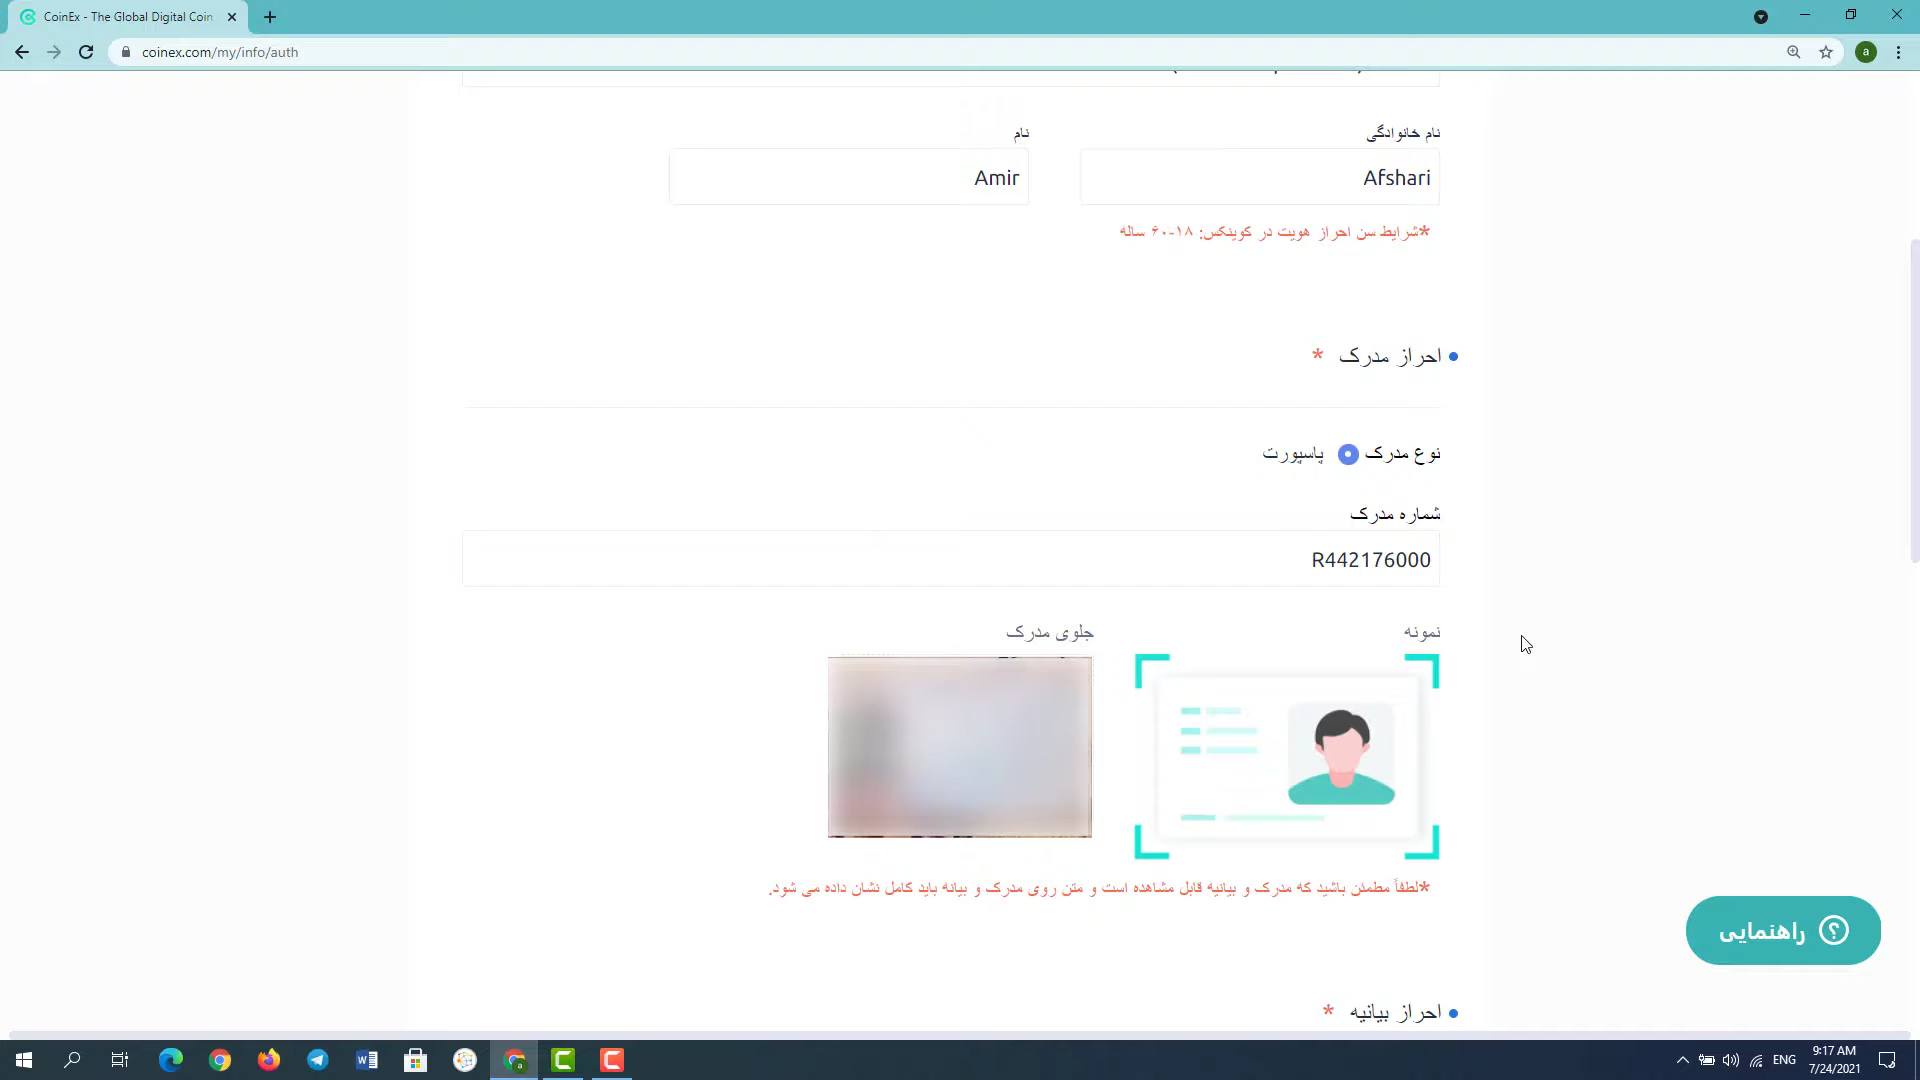 CoinEx - The Global Digital Coin
coinex.com/my/info/auth
a
نام خانوادگی
نام
Afshari
Amir
*شرایط سن احراز هویت در کوینکس: ۱۸-۶۰ ساله
احراز مدرک *
نوع مدرک پاسپورت
شماره مدرک
R442176000
نمونه
جلوی مدرک
*لطفاً مطمئن باشید که مدرک و بیانیه قابل مشاهده است و متن روی مدرک و بیانه باید کامل نشان داده می شود.
راهنمایی
احراز بیانیه *
ENG
9:17 AM
7/24/2021